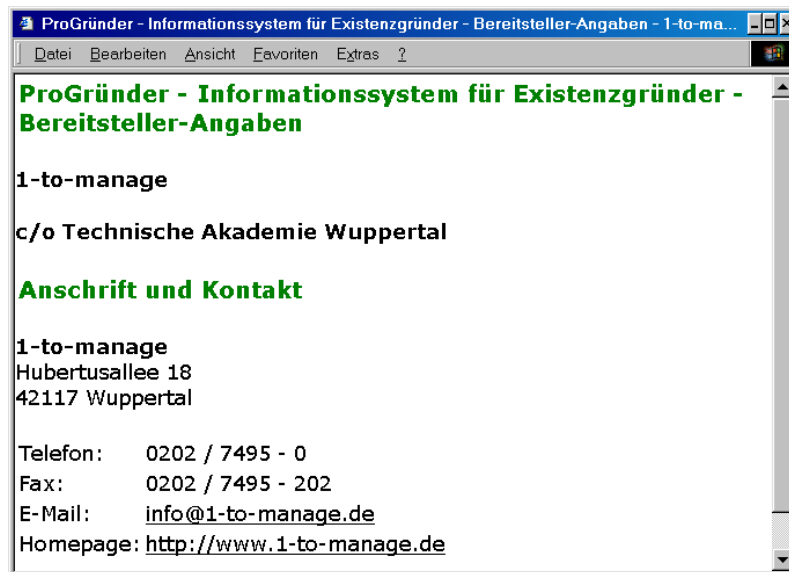 ProGründer - Informationssystem für Existenzgründer - Bereitsteller-Angaben - 1-to-ma...
Datei Bearbeiten Ansicht Favoriten Extras ?
ProGründer - Informationssystem für Existenzgründer -
Bereitsteller-Angaben
1-to-manage
c/o Technische Akademie Wuppertal
Anschrift und Kontakt
1-to-manage
Hubertusallee 18
42117 Wuppertal
Telefon: 0202 / 7495 - 0
Fax: 0202 / 7495 - 202
E-Mail: info@1-to-manage.de
Homepage: http://www.1-to-manage.de